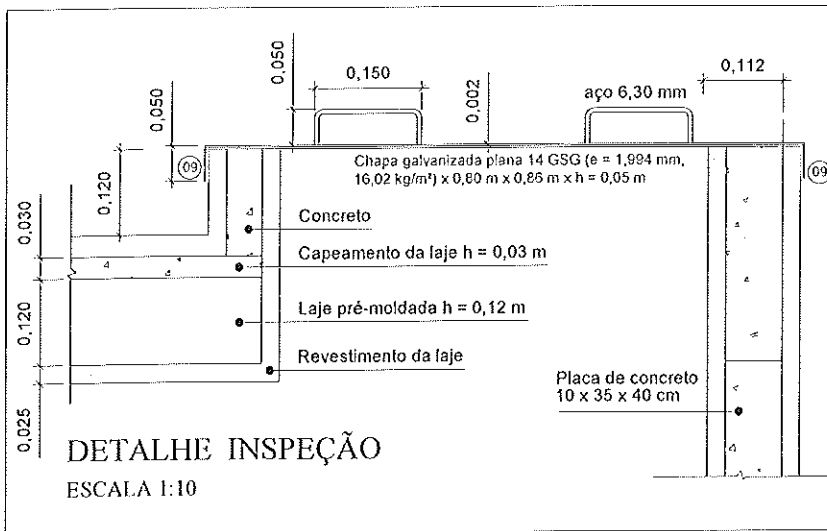 0,050
0,150
0,112
0,050
0,002
aço 6,30 mm
09
Chapa galvanizada plana 14 GSG (e = 1,994 mm,
16,02 kg/m²) x 0,80 m x 0,86 m x h = 0,05 m
09
0,120
0,030
Concreto
Capeamento da laje h = 0,03 m
0,120
Laje pré-moldada h = 0,12 m
Revestimento da laje
Placa de concreto
10 x 35 x 40 cm
0,025
DETALHE INSPEÇÃO
ESCALA 1:10